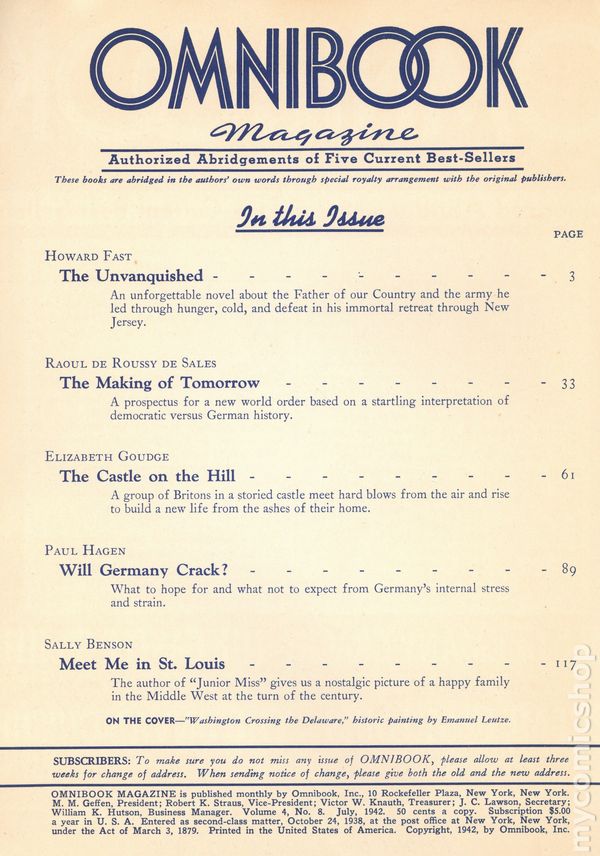 OMNIBOOK
Magazine
Authorized Abridgements of Five Current Best-Sellers
These books are abridged in the authors' own words through special royalty arrangement with the original publishers.
In this Issue
PAGE
HOWARD FAST
The Unvanquished - - - - - - - - - - 3
An unforgettable novel about the Father of our Country and the army he
led through hunger, cold, and defeat in his immortal retreat through New
Jersey.
RAOUL DE ROUSSY DE SALES
The Making of Tomorrow - - - - - - - 33
A prospectus for a new world order based on a startling interpretation of
democratic versus German history.
ELIZABETH GOUDGE
The Castle on the Hill - - - - - - - - - 61
A group of Britons in a storied castle meet hard blows from the air and rise
to build a new life from the ashes of their home.
PAUL HAGEN
Will Germany Crack? - - - - - - - - - 89
What to hope for and what not to expect from Germany's internal stress
and strain.
SALLY BENSON
Meet Me in St. Louis - - - - - - - - - 117
The author of "Junior Miss" gives us a nostalgic picture of a happy family
in the Middle West at the turn of the century.
ON THE COVER—"Washington Crossing the Delaware," historic painting by Emanuel Leutze.
SUBSCRIBERS: To make sure you do not miss any issue of OMNIBOOK, please allow at least three
weeks for change of address. When sending notice of change, please give both the old and the new address.
OMNIBOOK MAGAZINE is published monthly by Omnibook, Inc., 10 Rockefeller Plaza, New York, New York.
M. M. Geffen, President; Robert K. Straus, Vice-President; Victor W. Knauth, Treasurer; J. C. Lawson, Secretary;
William K. Hutson, Business Manager. Volume 4, No. 8. July, 1942. 50 cents a copy. Subscription $5.00
a year in U. S. A. Entered as second-class matter, October 24, 1938, at the post office at New York, New York,
under the Act of March 3, 1879. Printed in the United States of America. Copyright, 1942, by Omnibook, Inc.
mycomicshop